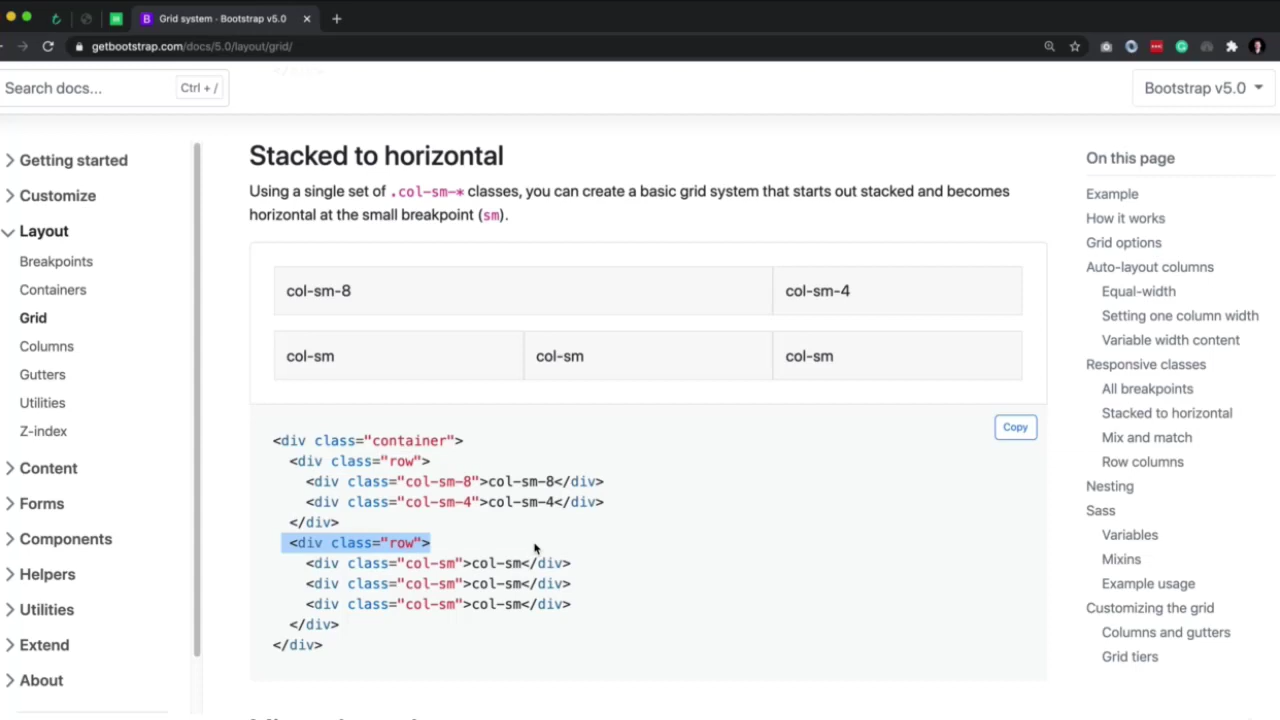 Grid system · Bootstrap v5.0
getbootstrap.com/docs/5.0/layout/grid/
Search docs...
Ctrl + /
Bootstrap v5.0
Getting started
Customize
Layout
Breakpoints
Containers
Grid
Columns
Gutters
Utilities
Z-index
Content
Forms
Components
Helpers
Utilities
Extend
About
Stacked to horizontal
Using a single set of .col-sm-* classes, you can create a basic grid system that starts out stacked and becomes
horizontal at the small breakpoint (sm).
col-sm-8 col-sm-4
col-sm col-sm col-sm
Copy
<div class="container">
<div class="row">
<div class="col-sm-8">col-sm-8</div>
<div class="col-sm-4">col-sm-4</div>
</div>
<div class="row">
<div class="col-sm">col-sm</div>
<div class="col-sm">col-sm</div>
<div class="col-sm">col-sm</div>
</div>
</div>
On this page
Example
How it works
Grid options
Auto-layout columns
Equal-width
Setting one column width
Variable width content
Responsive classes
All breakpoints
Stacked to horizontal
Mix and match
Row columns
Nesting
Sass
Variables
Mixins
Example usage
Customizing the grid
Columns and gutters
Grid tiers